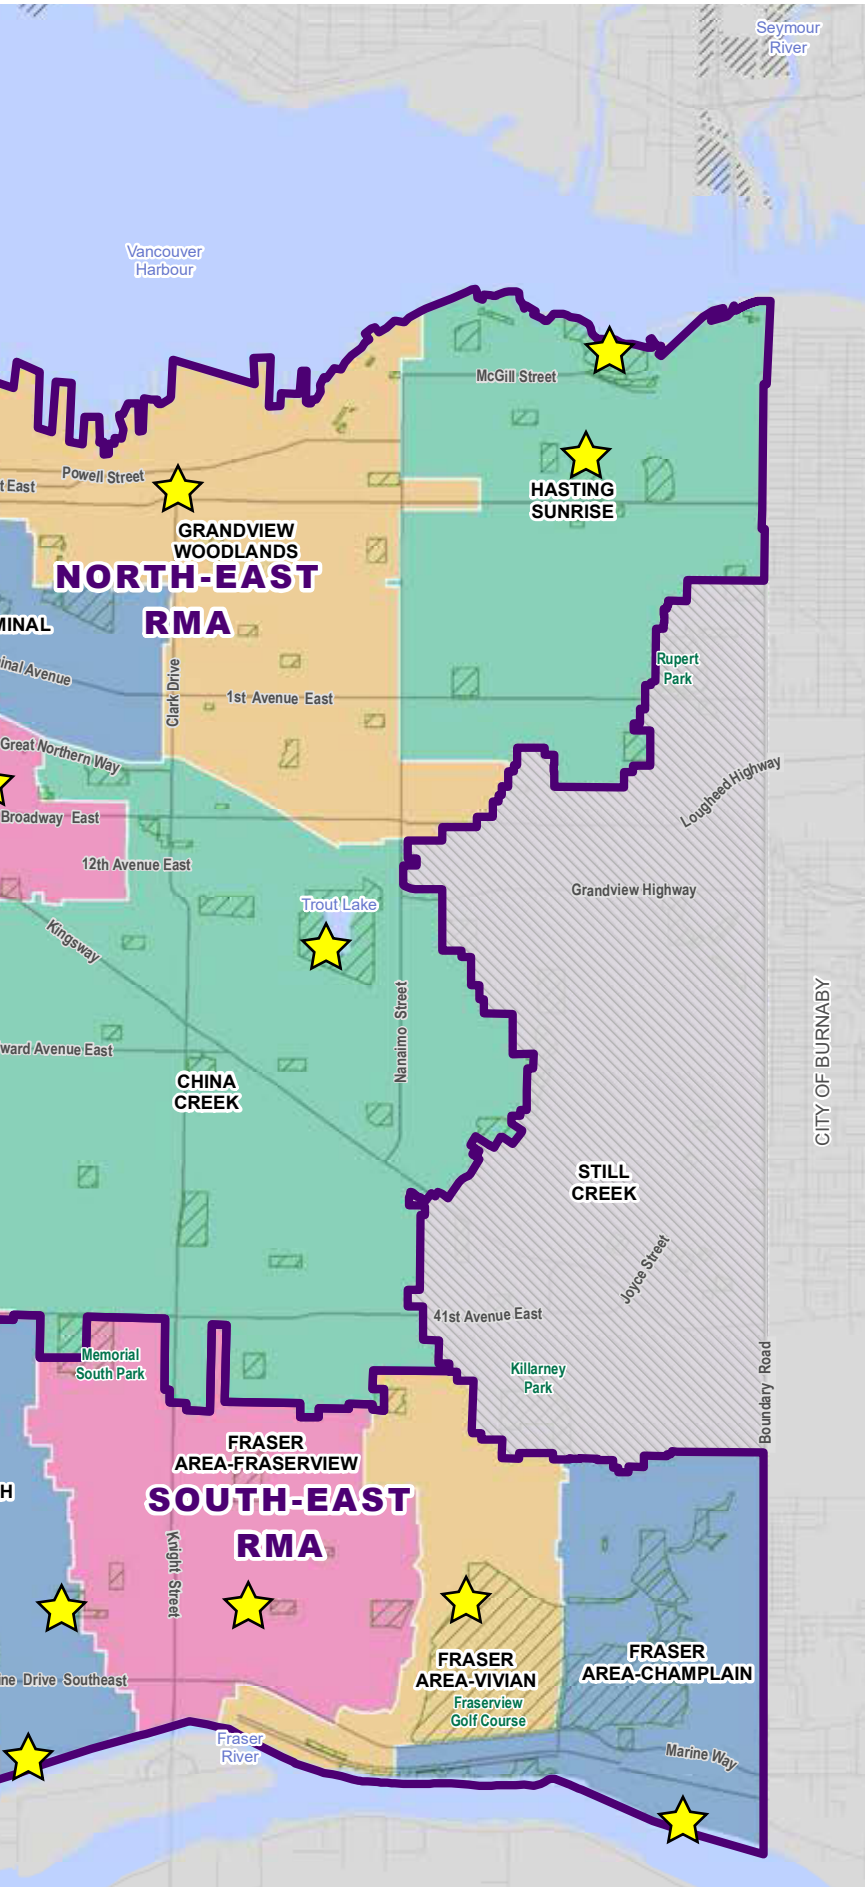 Seymour
River
Vancouver
Harbour
McGill Street
Powell Street
t East
HASTING
SUNRISE
GRANDVIEW
WOODLANDS
NORTH-EAST
RMA
MINAL
Rupert
Park
inal Avenue
Clark Drive
1st Avenue East
Great Northern Way
Lougheed Highway
Broadway East
12th Avenue East
Grandview Highway
Trout Lake
Kingsway
Nanaimo Street
CITY OF BURNABY
ward Avenue East
CHINA
CREEK
STILL
CREEK
Joyce Street
41st Avenue East
Memorial
South Park
Killarney
Park
Boundary Road
FRASER
AREA-FRASERVIEW
H
SOUTH-EAST
RMA
Knight Street
FRASER
AREA-VIVIAN
FRASER
AREA-CHAMPLAIN
ine Drive Southeast
Fraserview
Golf Course
Fraser
River
Marine Way